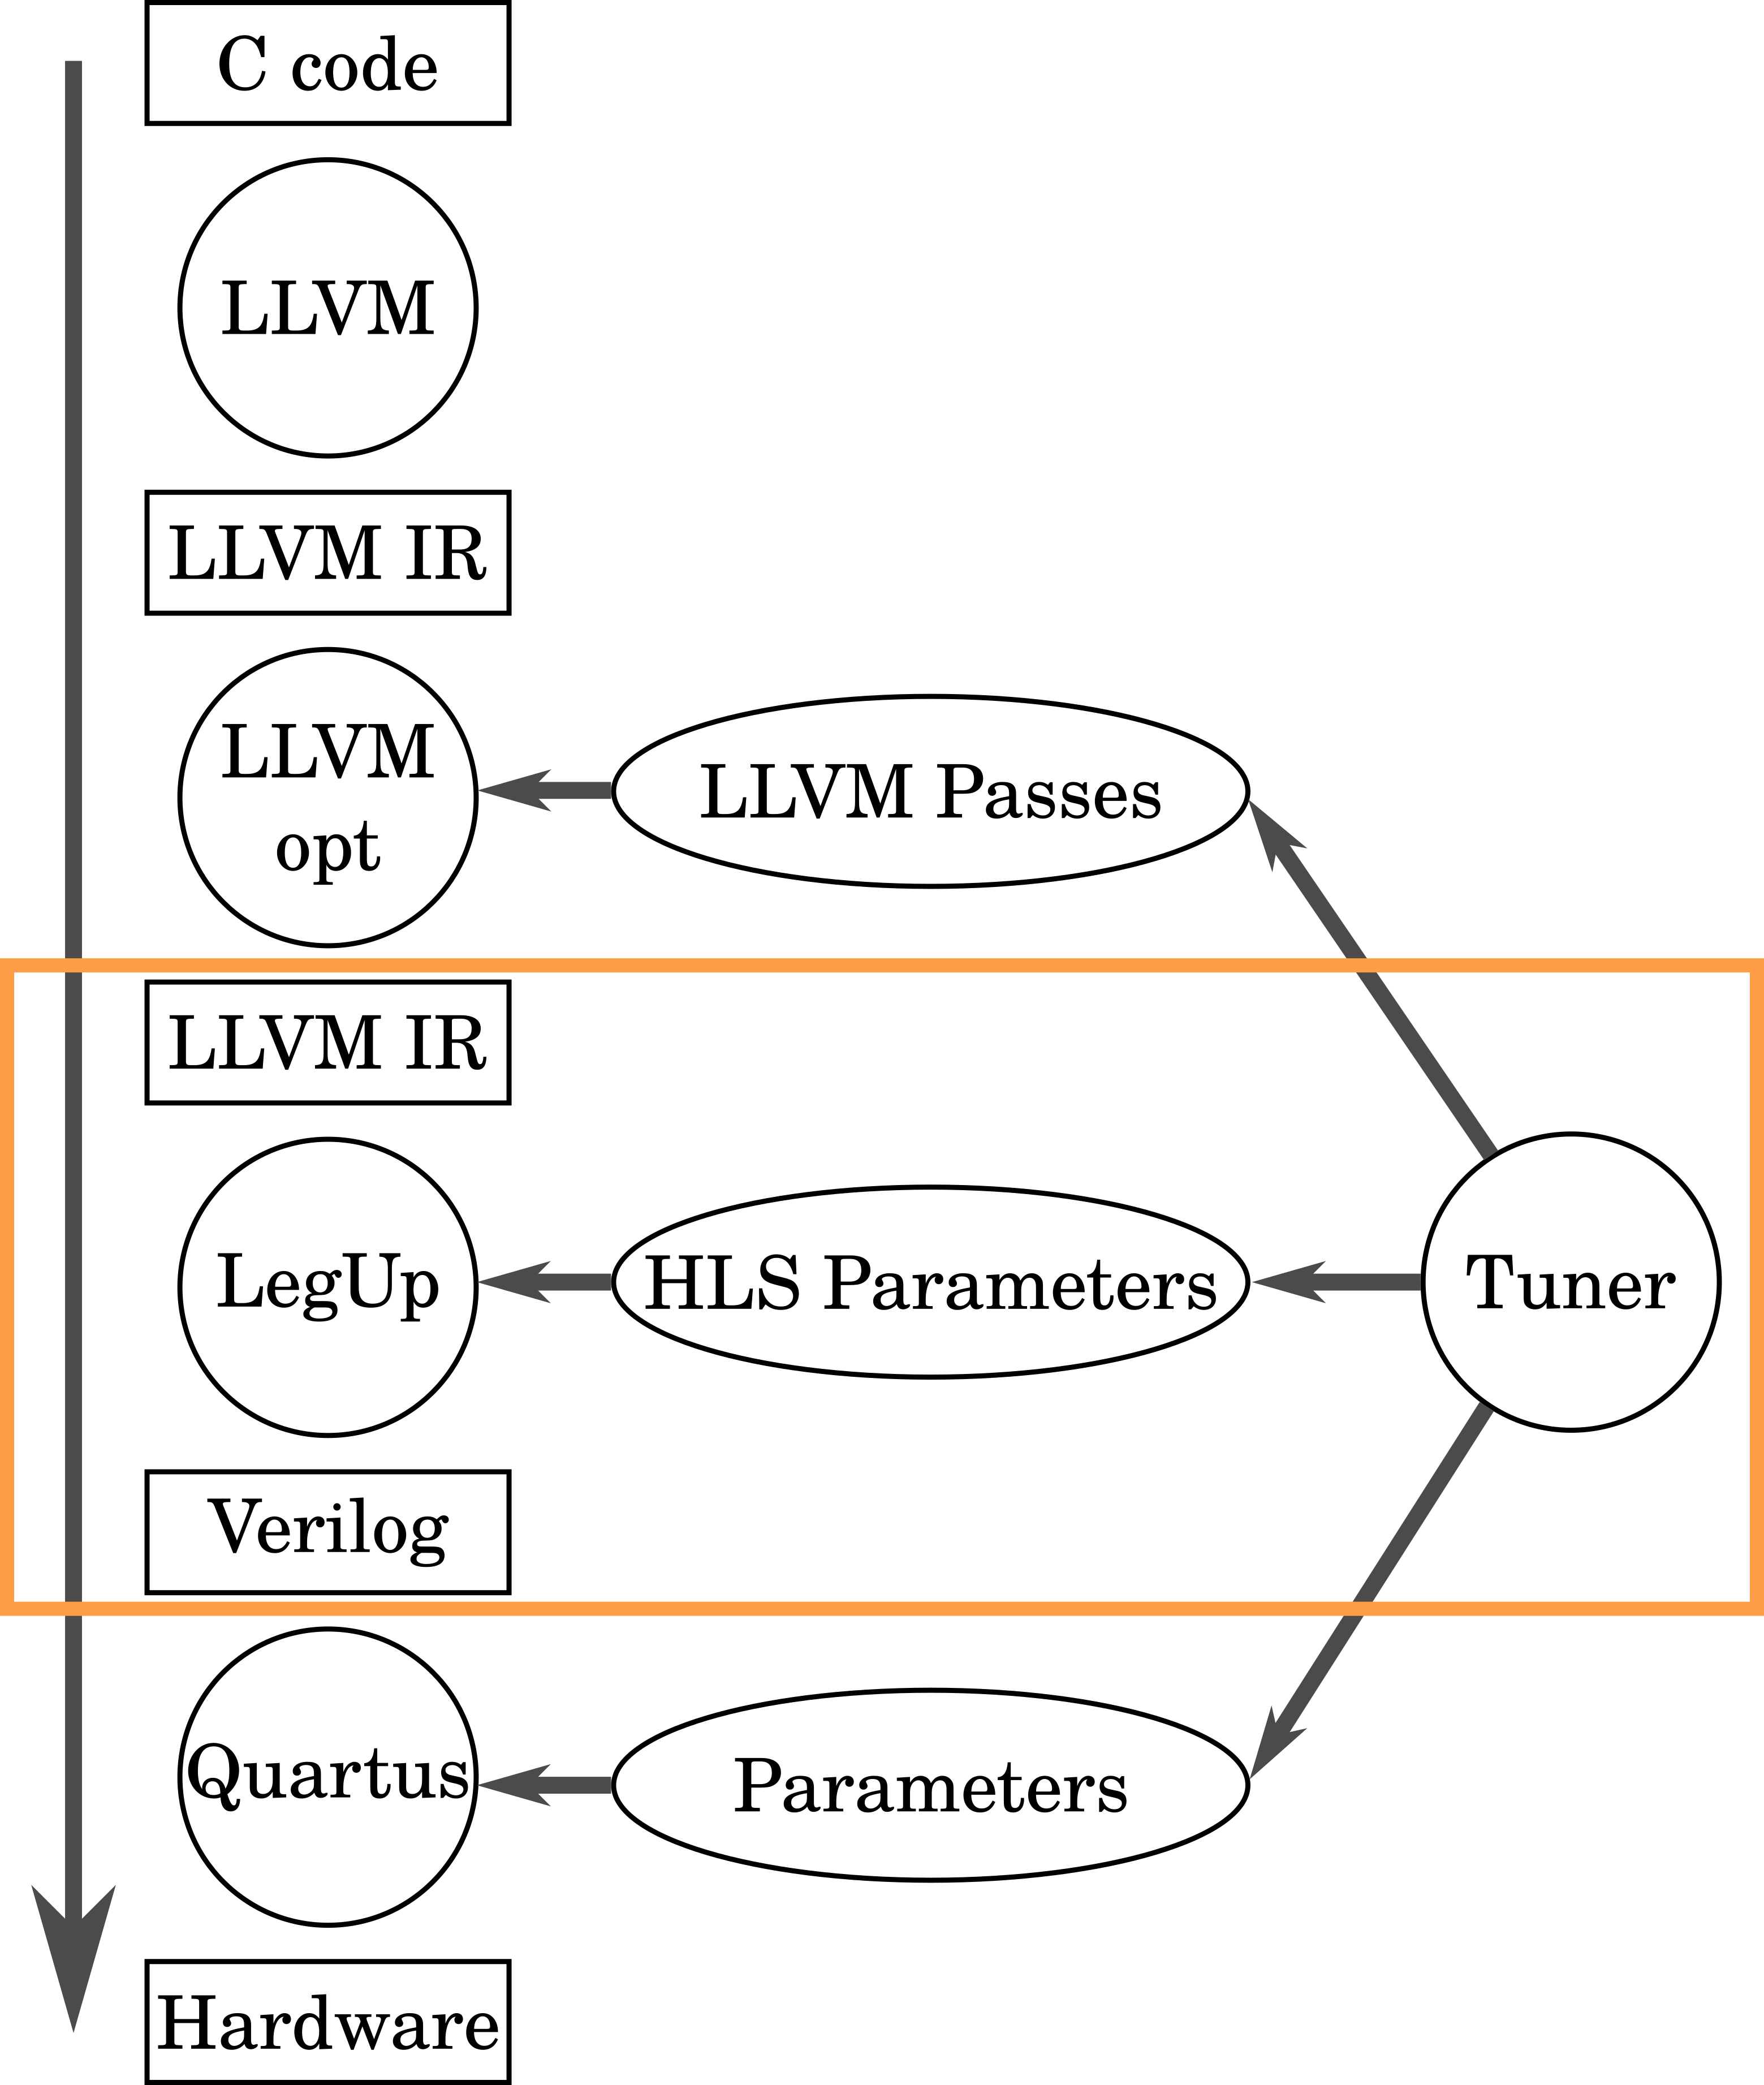 C code
LLVM
LLVM IR
LLVM
opt
LLVM Passes
LLVM IR
LegUp
HLS Parameters
Tuner
Verilog
Quartus
Parameters
Hardware